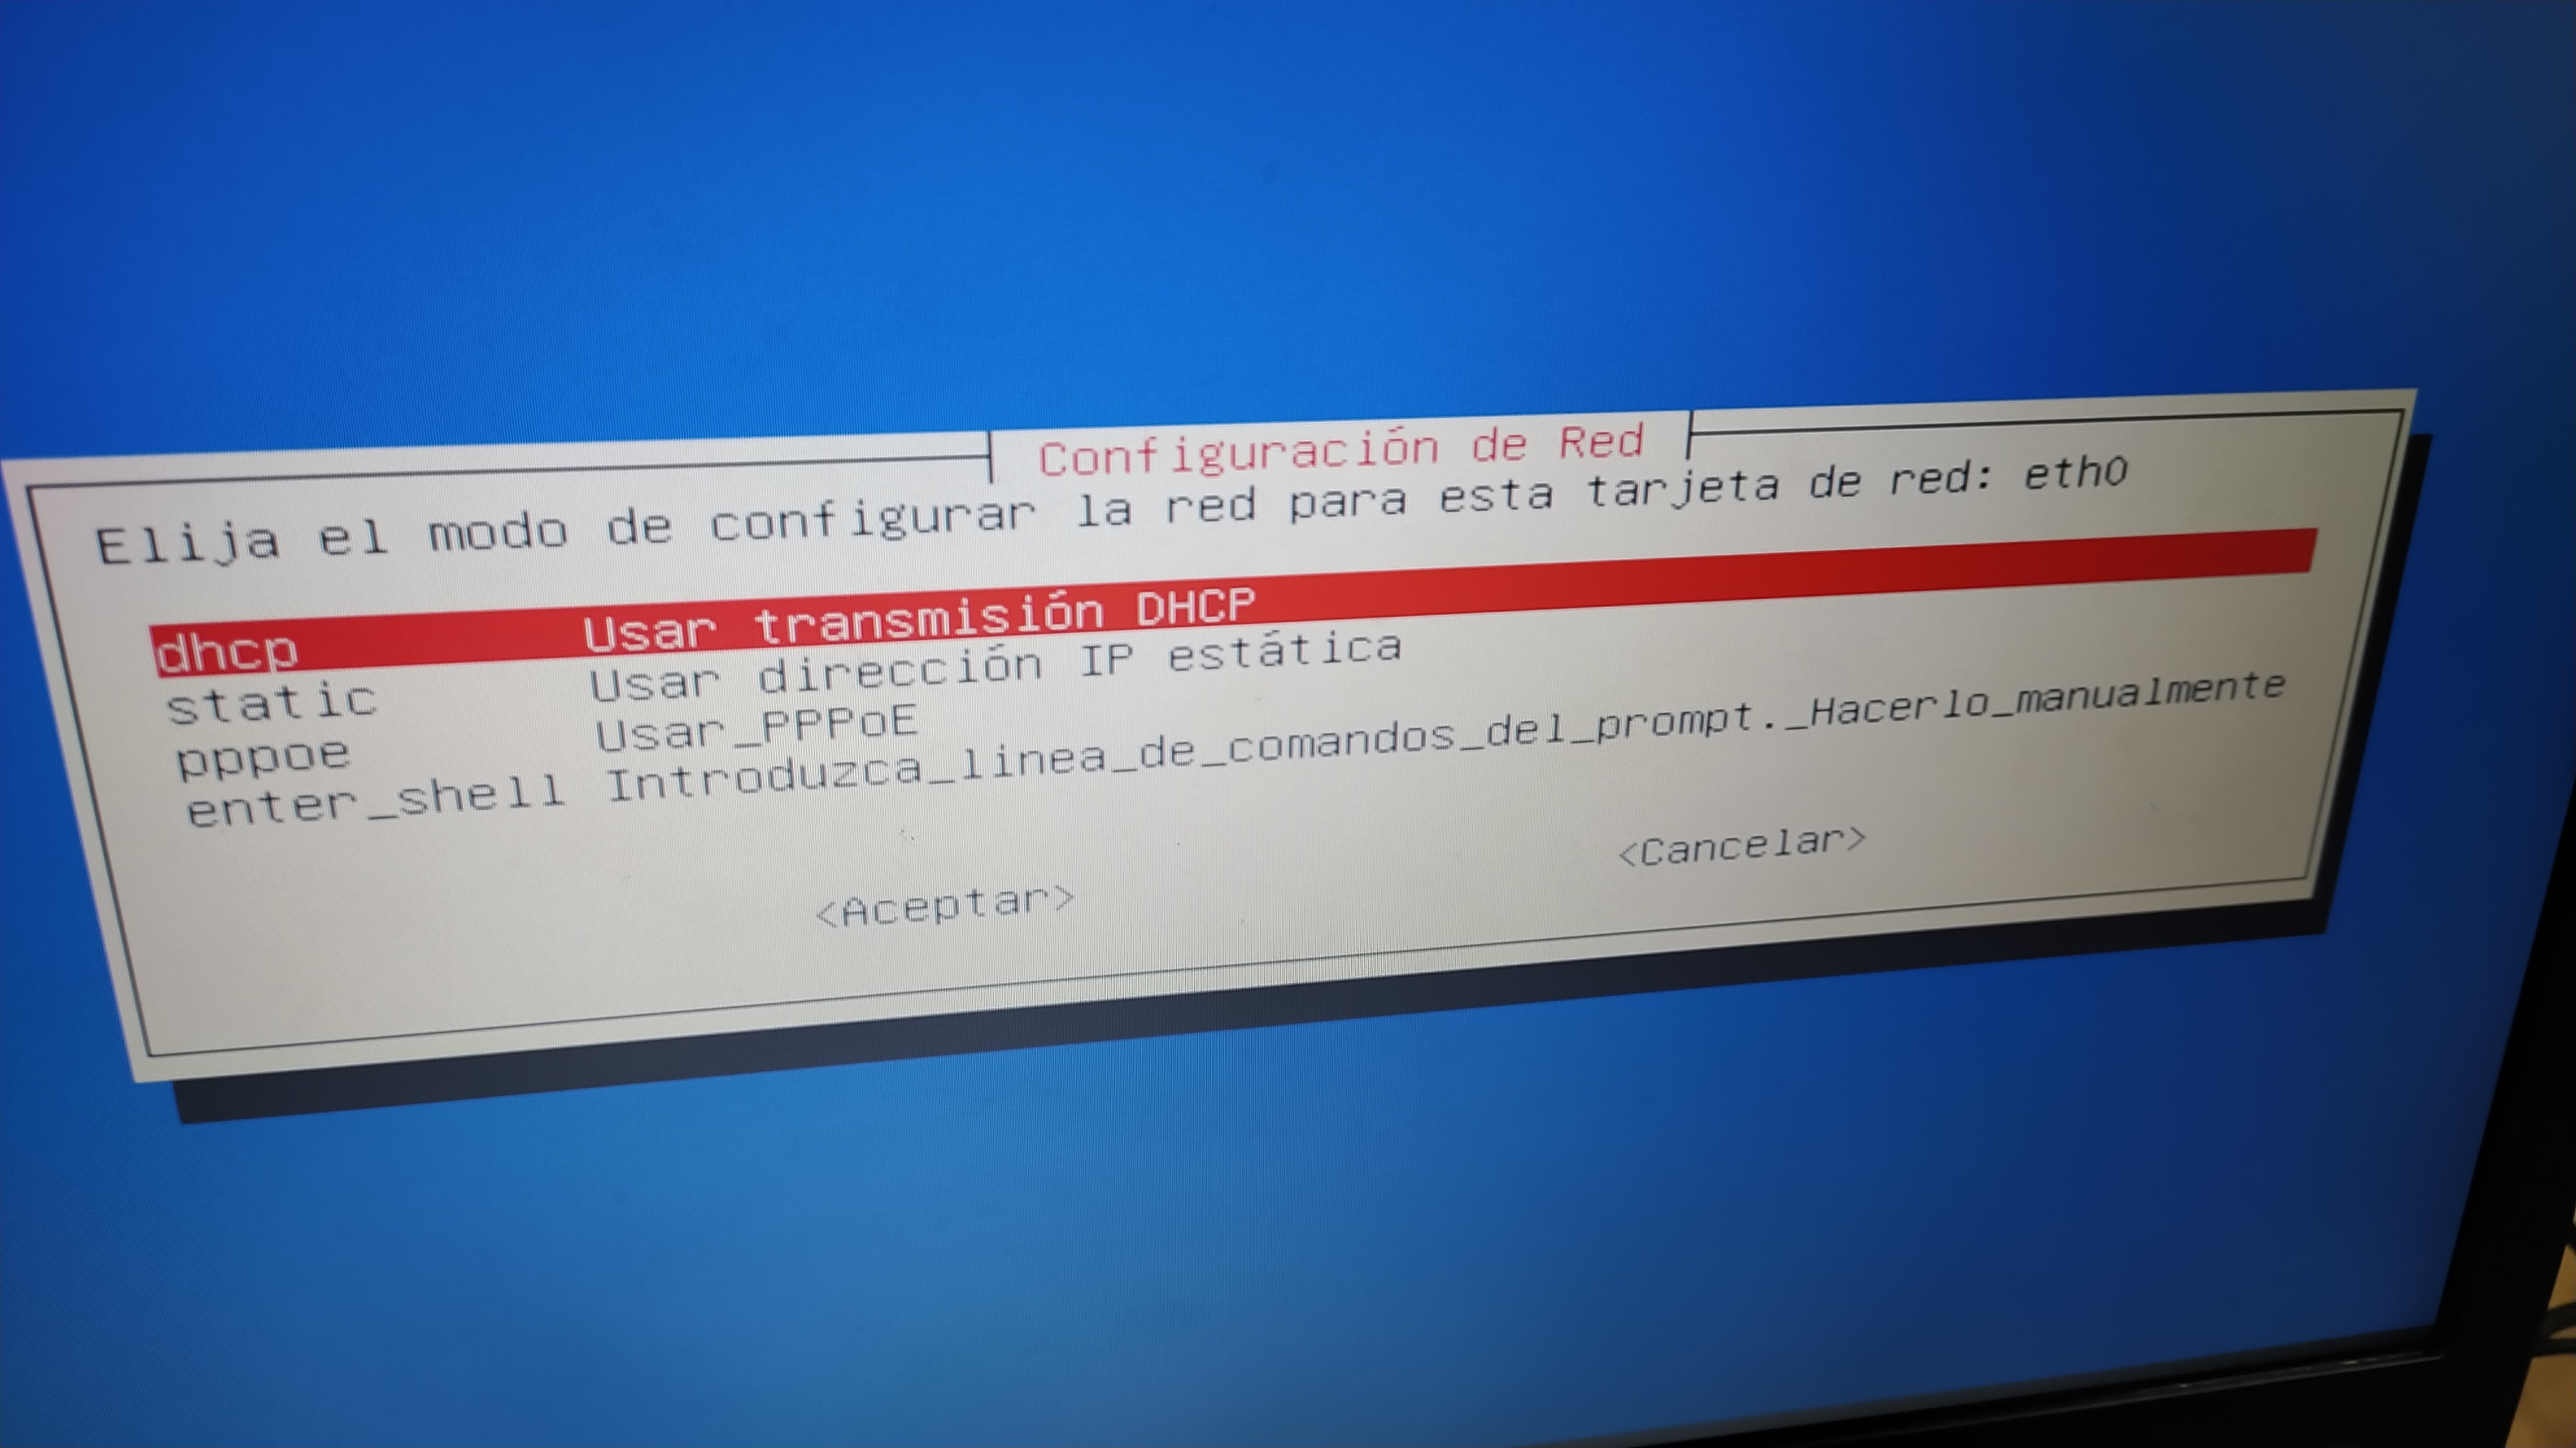 Configuración de Red
Elija el modo de configurar la red para esta tarjeta de red: eth0
dhcp Usar transmisión DHCP
static Usar dirección IP estática
pppoe Usar_PPPoE
enter_shell Introduzca_linea_de_comandos_del_prompt._Hacerlo_manualmente
<Aceptar> <Cancelar>